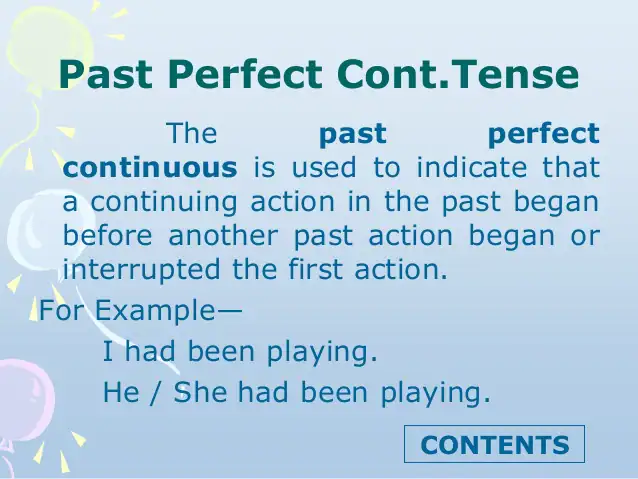 Past Perfect Cont.Tense
The past perfect
continuous is used to indicate that
a continuing action in the past began
before another past action began or
interrupted the first action.
For Example—
I had been playing.
He / She had been playing.
CONTENTS